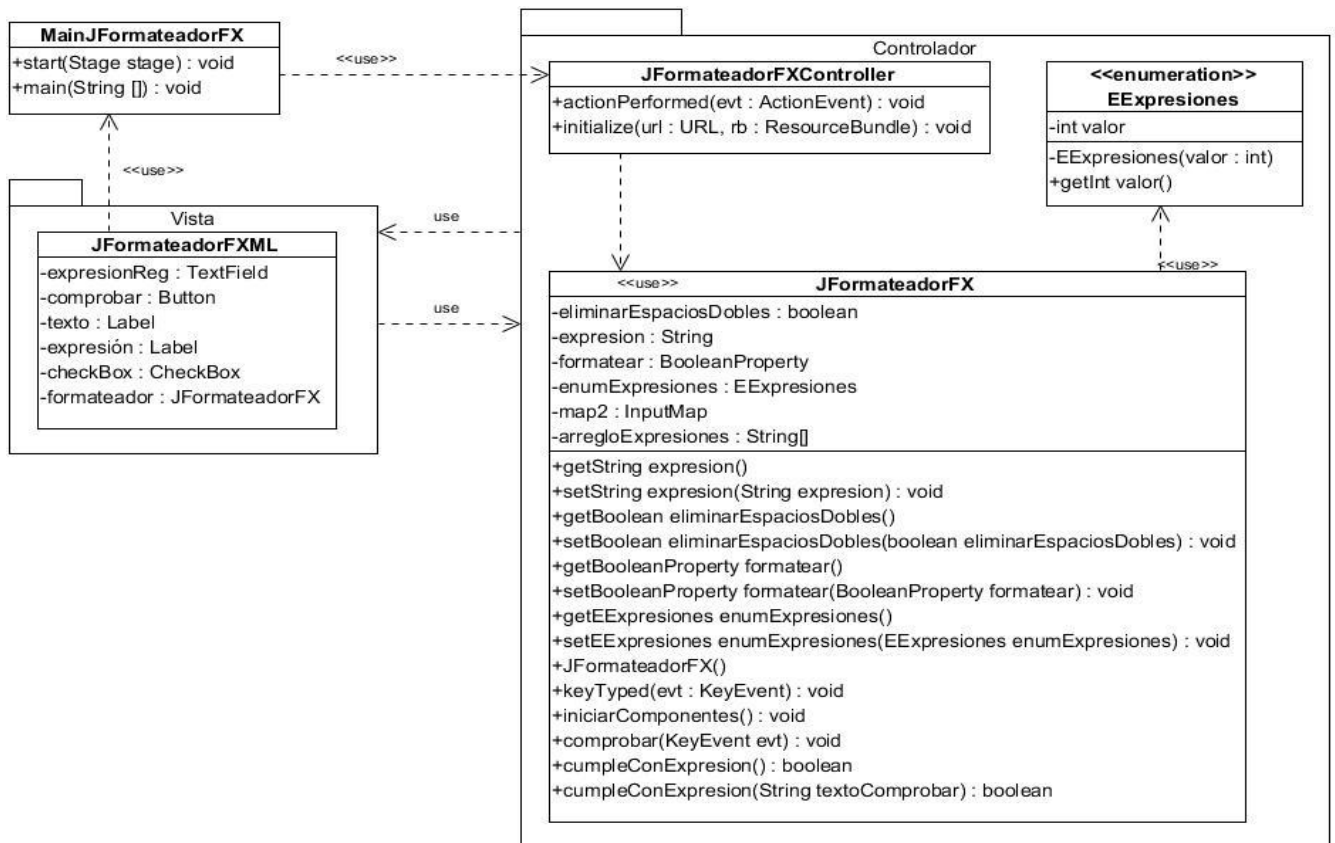 MainJFormateadorFX
+start(Stage stage) : void
+main(String []) : void
<<use>>
<<use>>
Vista
JFormateadorFXML
-expresionReg : TextField
-comprobar : Button
-texto : Label
-expresión : Label
-checkBox : CheckBox
-formateador : JFormateadorFX
use
use
Controlador
JFormateadorFXController
+actionPerformed(evt : ActionEvent) : void
+initialize(url : URL, rb : ResourceBundle) : void
<<enumeration>>
EExpresiones
-int valor
-EExpresiones(valor : int)
+getInt valor()
<<use>>
<<use>>
JFormateadorFX
-eliminarEspaciosDobles : boolean
-expresion : String
-formatear : BooleanProperty
-enumExpresiones : EExpresiones
-map2 : InputMap
-arregloExpresiones : String[]
+getString expresion()
+setString expresion(String expresion) : void
+getBoolean eliminarEspaciosDobles()
+setBoolean eliminarEspaciosDobles(boolean eliminarEspaciosDobles) : void
+getBooleanProperty formatear()
+setBooleanProperty formatear(BooleanProperty formatear) : void
+getEExpresiones enumExpresiones()
+setEExpresiones enumExpresiones(EExpresiones enumExpresiones) : void
+JFormateadorFX()
+keyTyped(evt : KeyEvent) : void
+iniciarComponentes() : void
+comprobar(KeyEvent evt) : void
+cumpleConExpresion() : boolean
+cumpleConExpresion(String textoComprobar) : boolean